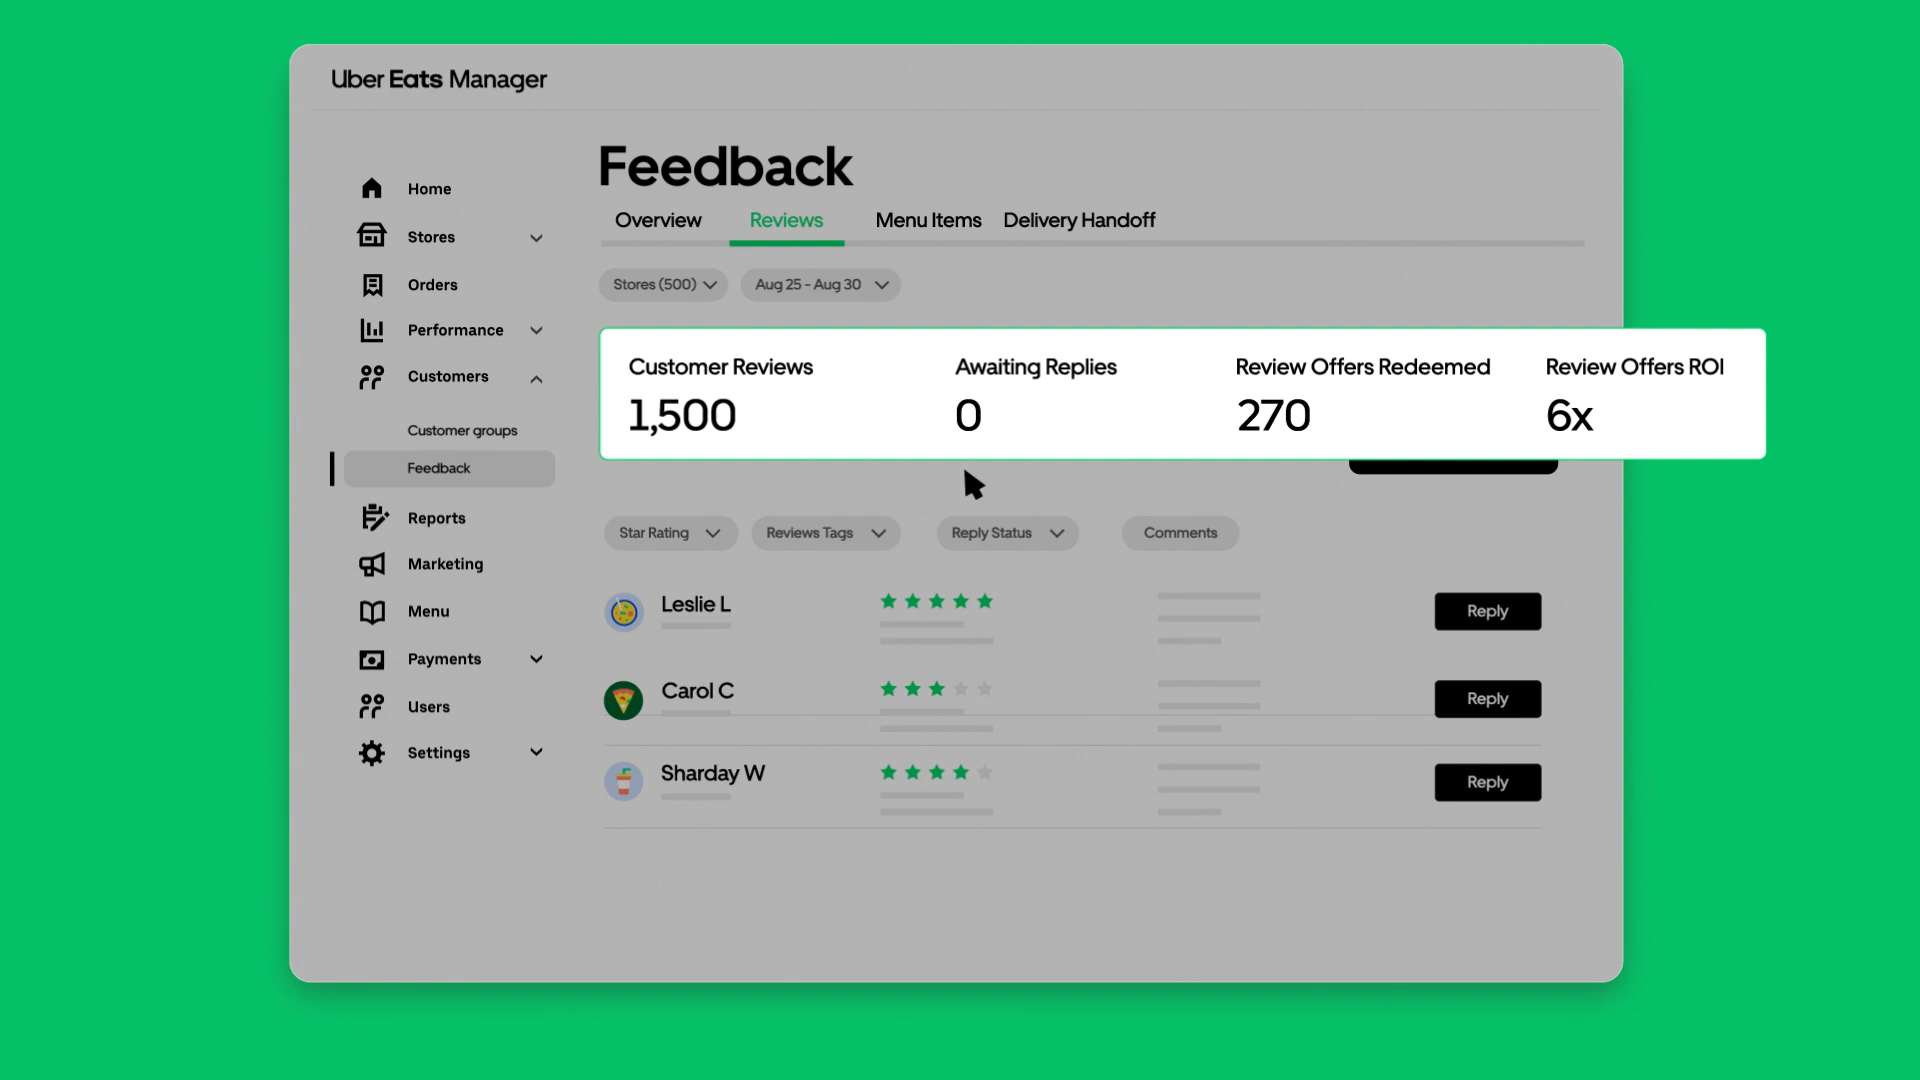 Uber Eats Manager
Home
Stores
Orders
Performance
Customers
Customer groups
Feedback
Reports
Marketing
Menu
Payments
Users
Settings
Feedback
Overview Reviews Menu Items Delivery Handoff
Stores (500) Aug 25 - Aug 30
Customer Reviews Awaiting Replies Review Offers Redeemed Review Offers ROI
1,500 0 270 6x
Star Rating Reviews Tags Reply Status Comments
Leslie L Reply
Carol C Reply
Sharday W Reply